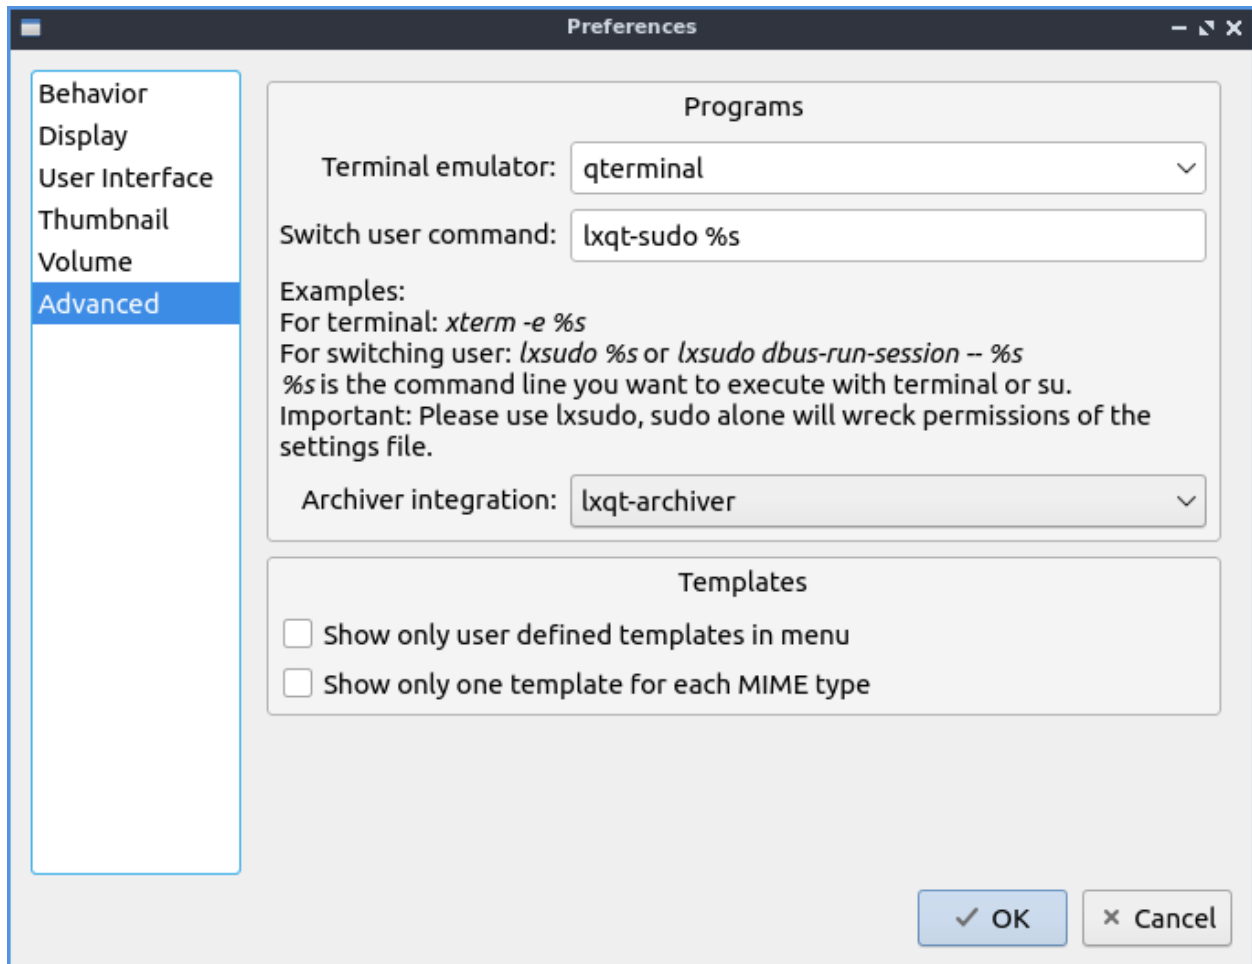 Preferences
Behavior
Display
User Interface
Thumbnail
Volume
Advanced
Programs
Terminal emulator: qterminal
Switch user command: lxqt-sudo %s
Examples:
For terminal: xterm -e %s
For switching user: lxsudo %s or lxsudo dbus-run-session -- %s
%s is the command line you want to execute with terminal or su.
Important: Please use lxsudo, sudo alone will wreck permissions of the
settings file.
Archiver integration: lxqt-archiver
Templates
Show only user defined templates in menu
Show only one template for each MIME type
OK
Cancel